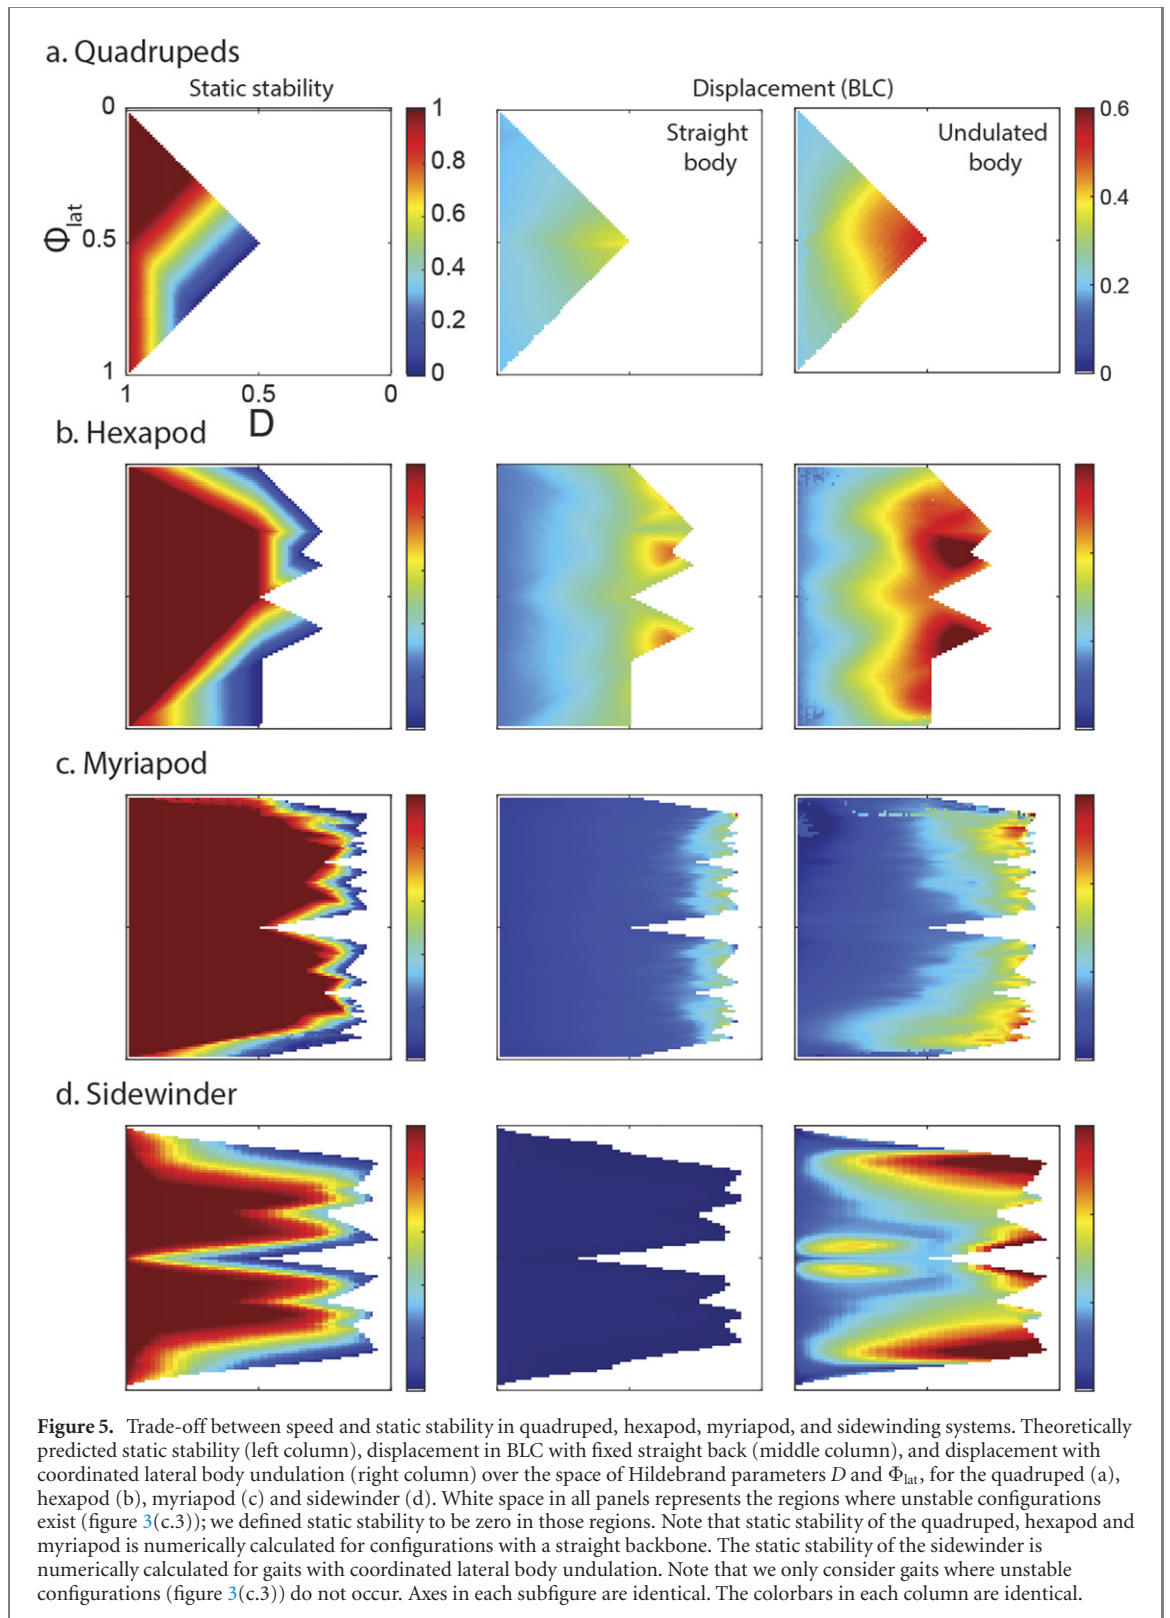 a. Quadrupeds
Static stability
Displacement (BLC)
0
0.5
1
Φlat
1
0.5
0
D
1
0.8
0.6
0.4
0.2
0
Straight
body
Undulated
body
0.6
0.4
0.2
0
b. Hexapod
c. Myriapod
d. Sidewinder
Figure 5. Trade-off between speed and static stability in quadruped, hexapod, myriapod, and sidewinding systems. Theoretically
predicted static stability (left column), displacement in BLC with fixed straight back (middle column), and displacement with
coordinated lateral body undulation (right column) over the space of Hildebrand parameters D and Φlat, for the quadruped (a),
hexapod (b), myriapod (c) and sidewinder (d). White space in all panels represents the regions where unstable configurations
exist (figure 3(c.3)); we defined static stability to be zero in those regions. Note that static stability of the quadruped, hexapod and
myriapod is numerically calculated for configurations with a straight backbone. The static stability of the sidewinder is
numerically calculated for gaits with coordinated lateral body undulation. Note that we only consider gaits where unstable
configurations (figure 3(c.3)) do not occur. Axes in each subfigure are identical. The colorbars in each column are identical.